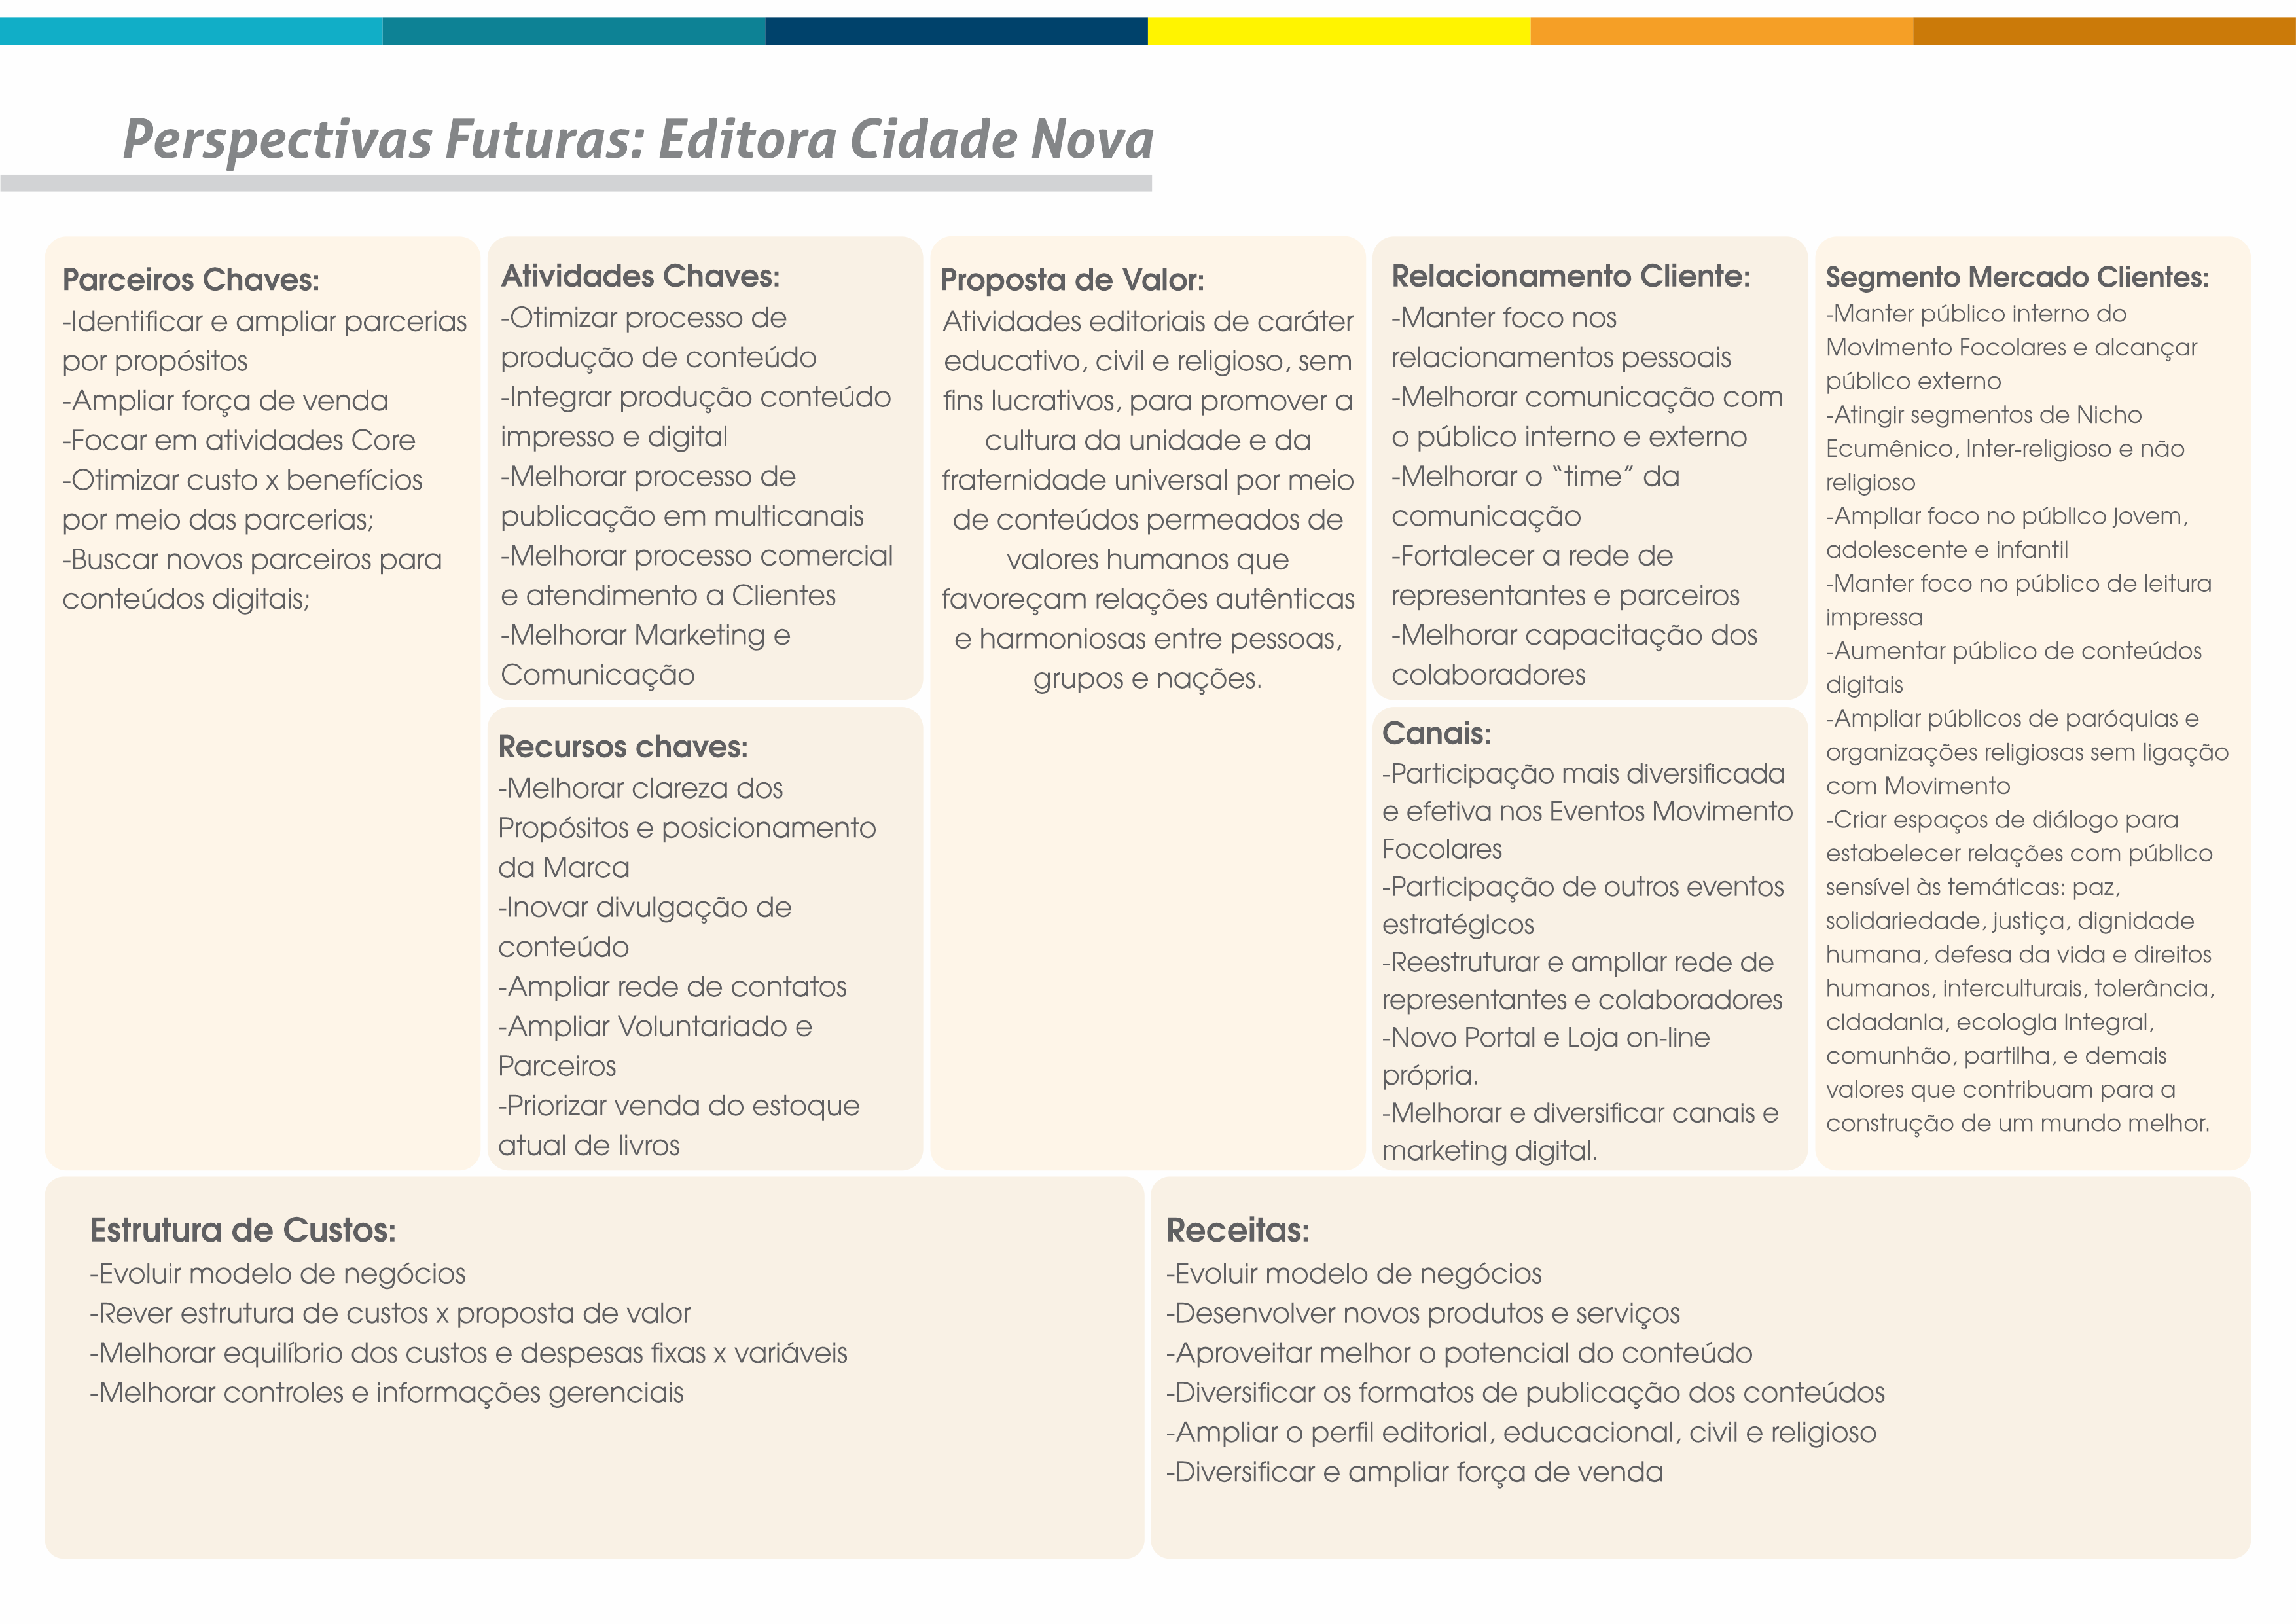 Perspectivas Futuras: Editora Cidade Nova
Parceiros Chaves:
-Identificar e ampliar parcerias
por propósitos
-Ampliar força de venda
-Focar em atividades Core
-Otimizar custo x benefícios
por meio das parcerias;
-Buscar novos parceiros para
conteúdos digitais;
Atividades Chaves:
-Otimizar processo de
produção de conteúdo
-Integrar produção conteúdo
impresso e digital
-Melhorar processo de
publicação em multicanais
-Melhorar processo comercial
e atendimento a Clientes
-Melhorar Marketing e
Comunicação
Recursos chaves:
-Melhorar clareza dos
Propósitos e posicionamento
da Marca
-Inovar divulgação de
conteúdo
-Ampliar rede de contatos
-Ampliar Voluntariado e
Parceiros
-Priorizar venda do estoque
atual de livros
Proposta de Valor:
Atividades editoriais de caráter
educativo, civil e religioso, sem
fins lucrativos, para promover a
cultura da unidade e da
fraternidade universal por meio
de conteúdos permeados de
valores humanos que
favoreçam relações autênticas
e harmoniosas entre pessoas,
grupos e nações.
Relacionamento Cliente:
-Manter foco nos
relacionamentos pessoais
-Melhorar comunicação com
o público interno e externo
-Melhorar o “time” da
comunicação
-Fortalecer a rede de
representantes e parceiros
-Melhorar capacitação dos
colaboradores
Canais:
-Participação mais diversificada
e efetiva nos Eventos Movimento
Focolares
-Participação de outros eventos
estratégicos
-Reestruturar e ampliar rede de
representantes e colaboradores
-Novo Portal e Loja on-line
própria.
-Melhorar e diversificar canais e
marketing digital.
Segmento Mercado Clientes:
-Manter público interno do
Movimento Focolares e alcançar
público externo
-Atingir segmentos de Nicho
Ecumênico, Inter-religioso e não
religioso
-Ampliar foco no público jovem,
adolescente e infantil
-Manter foco no público de leitura
impressa
-Aumentar público de conteúdos
digitais
-Ampliar públicos de paróquias e
organizações religiosas sem ligação
com Movimento
-Criar espaços de diálogo para
estabelecer relações com público
sensível às temáticas: paz,
solidariedade, justiça, dignidade
humana, defesa da vida e direitos
humanos, interculturais, tolerância,
cidadania, ecologia integral,
comunhão, partilha, e demais
valores que contribuam para a
construção de um mundo melhor.
Estrutura de Custos:
-Evoluir modelo de negócios
-Rever estrutura de custos x proposta de valor
-Melhorar equilíbrio dos custos e despesas fixas x variáveis
-Melhorar controles e informações gerenciais
Receitas:
-Evoluir modelo de negócios
-Desenvolver novos produtos e serviços
-Aproveitar melhor o potencial do conteúdo
-Diversificar os formatos de publicação dos conteúdos
-Ampliar o perfil editorial, educacional, civil e religioso
-Diversificar e ampliar força de venda